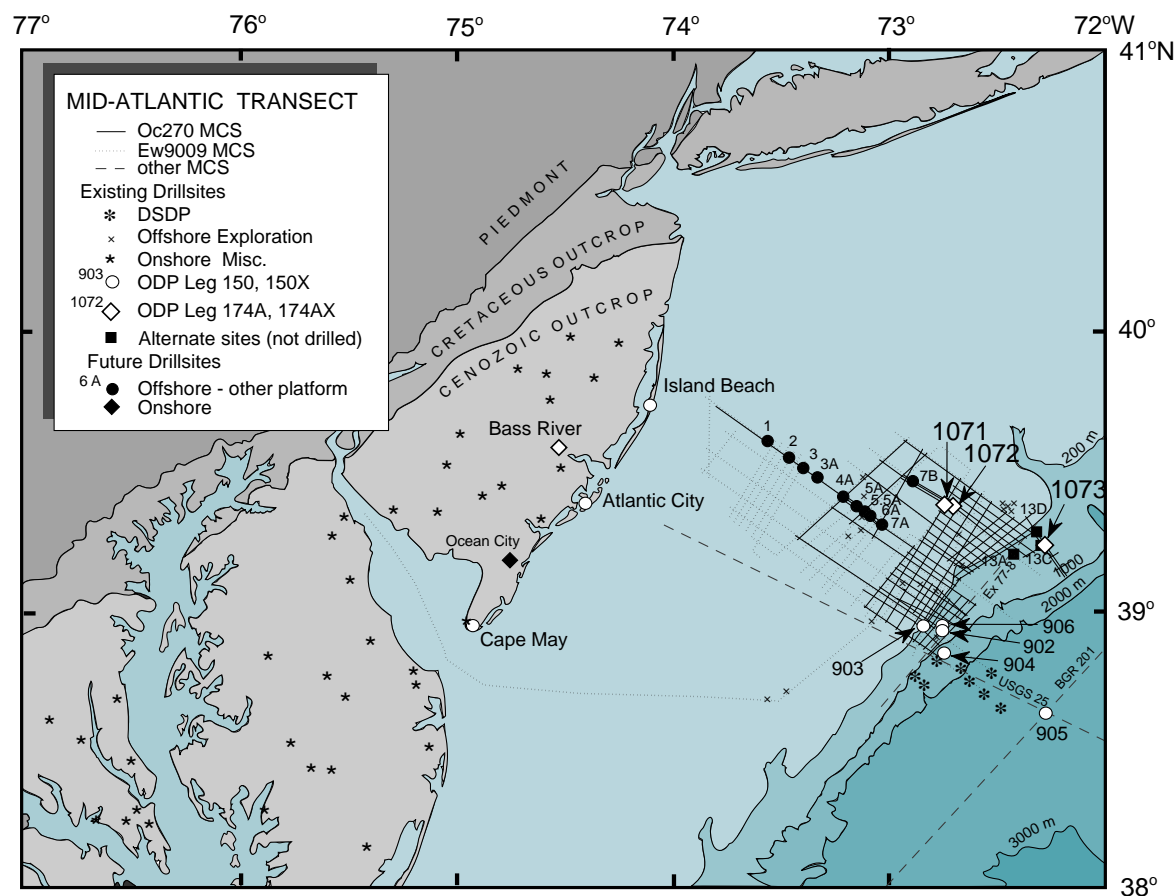 77°
76°
75°
74°
73°
72°W
41°N
MID-ATLANTIC TRANSECT
Oc270 MCS
Ew9009 MCS
other MCS
Existing Drillsites
DSDP
Offshore Exploration
Onshore Misc.
903 ODP Leg 150, 150X
1072 ODP Leg 174A, 174AX
Alternate sites (not drilled)
Future Drillsites
6 A Offshore - other platform
Onshore
PIEDMONT
CRETACEOUS OUTCROP
CENOZOIC OUTCROP
40°
Island Beach
Bass River
Atlantic City
Ocean City
Cape May
1
2
3
3A
4A
5A
5.5A
6A
7A
7B
1071
1072
200 m
1073
13D
13A
13C
1000
Ex 77-8
2000 m
39°
906
902
903
904
BGR 201
USGS 25
905
3000 m
38°